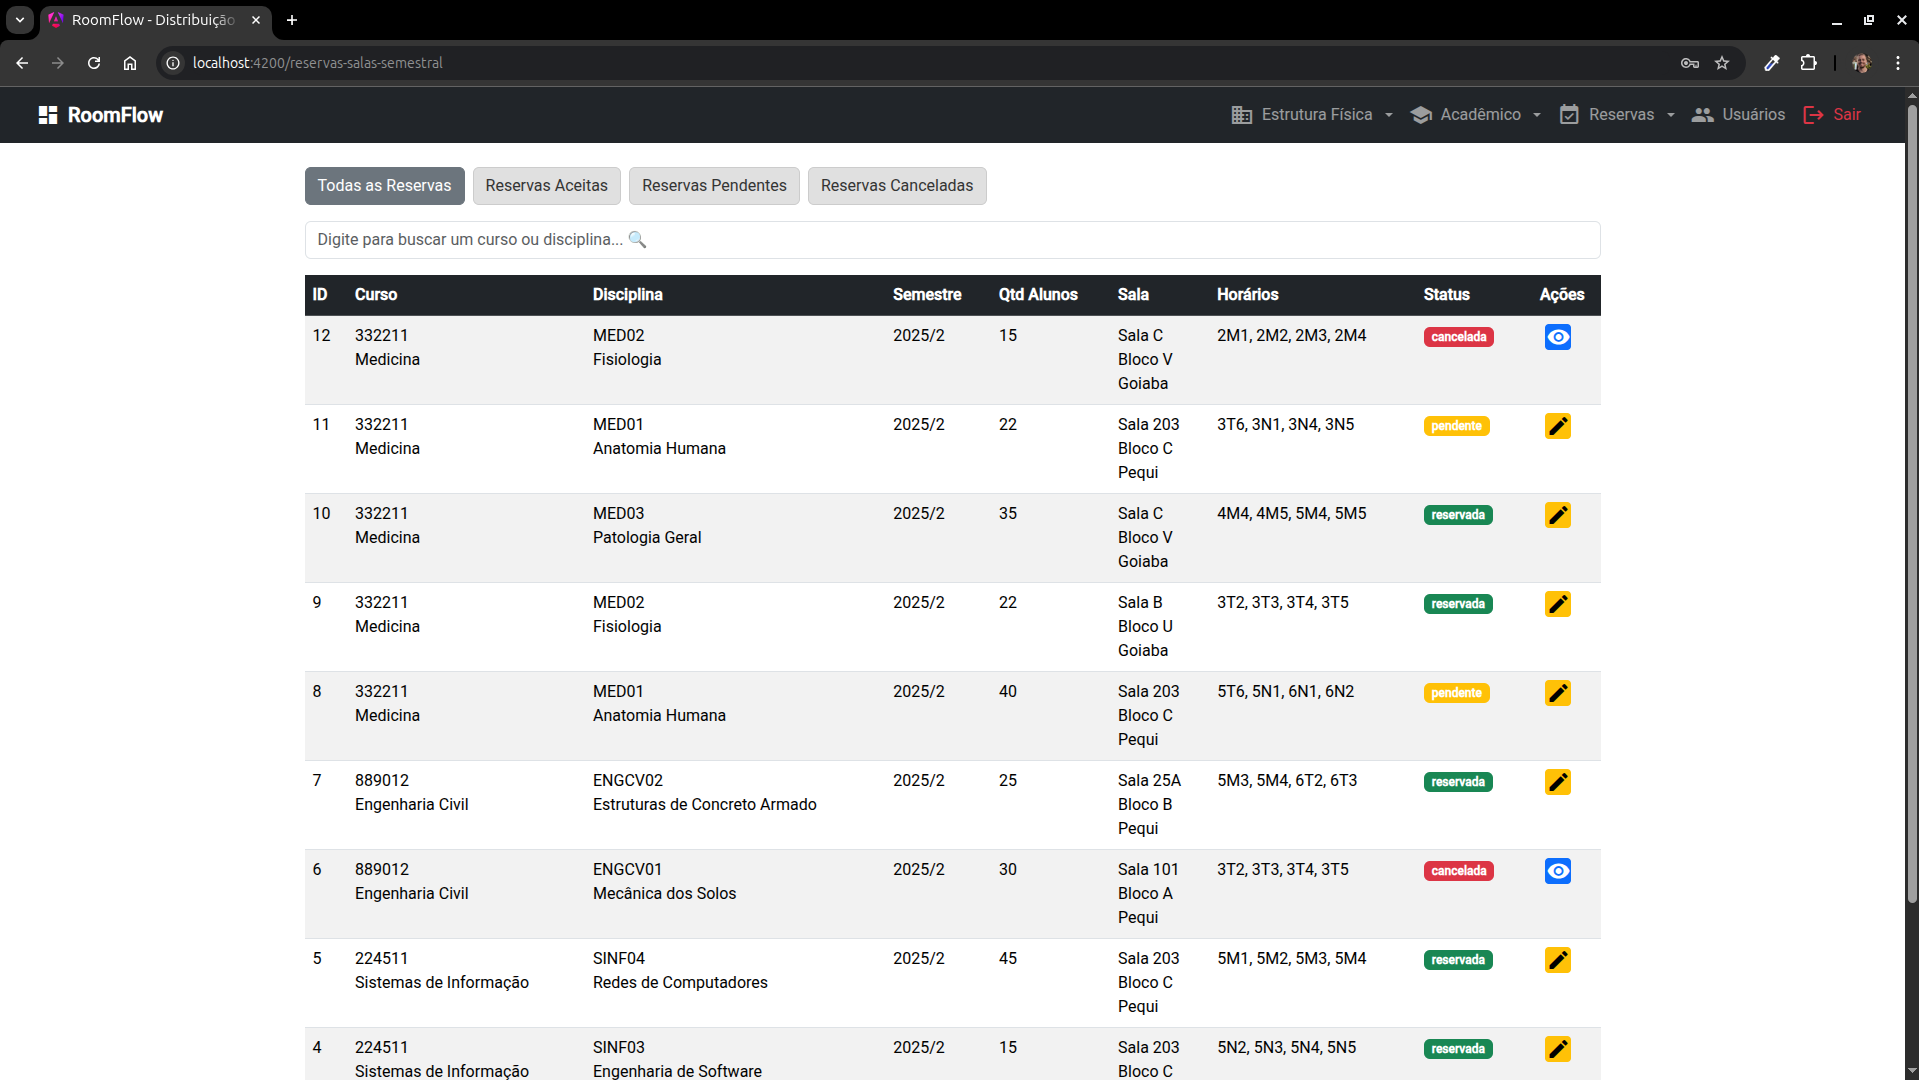 RoomFlow - Distribuição
localhost:4200/reservas-salas-semestral
RoomFlow Estrutura Física Acadêmico Reservas Usuários Sair
Todas as Reservas Reservas Aceitas Reservas Pendentes Reservas Canceladas
Digite para buscar um curso ou disciplina... 🔍
ID Curso Disciplina Semestre Qtd Alunos Sala Horários Status Ações
12 332211 MED02 2025/2 15 Sala C 2M1, 2M2, 2M3, 2M4 cancelada
Medicina Fisiologia Bloco V
Goiaba
11 332211 MED01 2025/2 22 Sala 203 3T6, 3N1, 3N4, 3N5 pendente
Medicina Anatomia Humana Bloco C
Pequi
10 332211 MED03 2025/2 35 Sala C 4M4, 4M5, 5M4, 5M5 reservada
Medicina Patologia Geral Bloco V
Goiaba
9 332211 MED02 2025/2 22 Sala B 3T2, 3T3, 3T4, 3T5 reservada
Medicina Fisiologia Bloco U
Goiaba
8 332211 MED01 2025/2 40 Sala 203 5T6, 5N1, 6N1, 6N2 pendente
Medicina Anatomia Humana Bloco C
Pequi
7 889012 ENGCV02 2025/2 25 Sala 25A 5M3, 5M4, 6T2, 6T3 reservada
Engenharia Civil Estruturas de Concreto Armado Bloco B
Pequi
6 889012 ENGCV01 2025/2 30 Sala 101 3T2, 3T3, 3T4, 3T5 cancelada
Engenharia Civil Mecânica dos Solos Bloco A
Pequi
5 224511 SINF04 2025/2 45 Sala 203 5M1, 5M2, 5M3, 5M4 reservada
Sistemas de Informação Redes de Computadores Bloco C
Pequi
4 224511 SINF03 2025/2 15 Sala 203 5N2, 5N3, 5N4, 5N5 reservada
Sistemas de Informação Engenharia de Software Bloco C